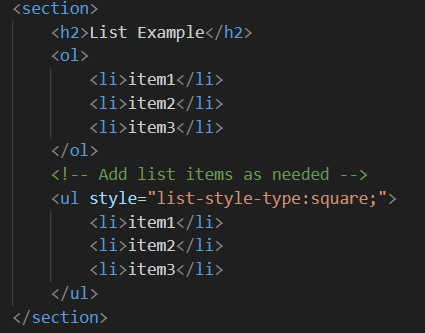 <section>
<h2>List Example</h2>
<ol>
<li>item1</li>
<li>item2</li>
<li>item3</li>
</ol>
<!-- Add list items as needed -->
<ul style="list-style-type:square;">
<li>item1</li>
<li>item2</li>
<li>item3</li>
</ul>
</section>